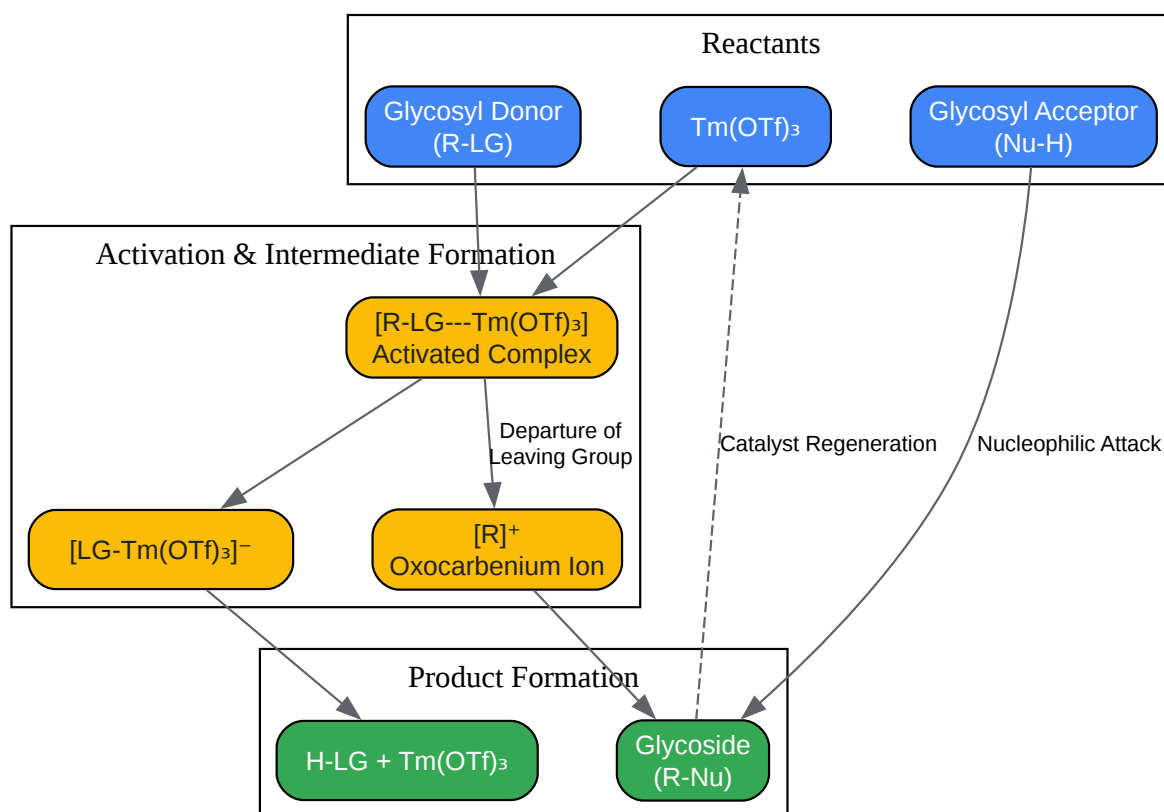 Reactants
Glycosyl Donor
(R-LG)
Tm(OTf)₃
Glycosyl Acceptor
(Nu-H)
Activation & Intermediate Formation
[R-LG---Tm(OTf)₃]
Activated Complex
Departure of
Leaving Group
Catalyst Regeneration
Nucleophilic Attack
[LG-Tm(OTf)₃]⁻
[R]⁺
Oxocarbenium Ion
Product Formation
H-LG + Tm(OTf)₃
Glycoside
(R-Nu)